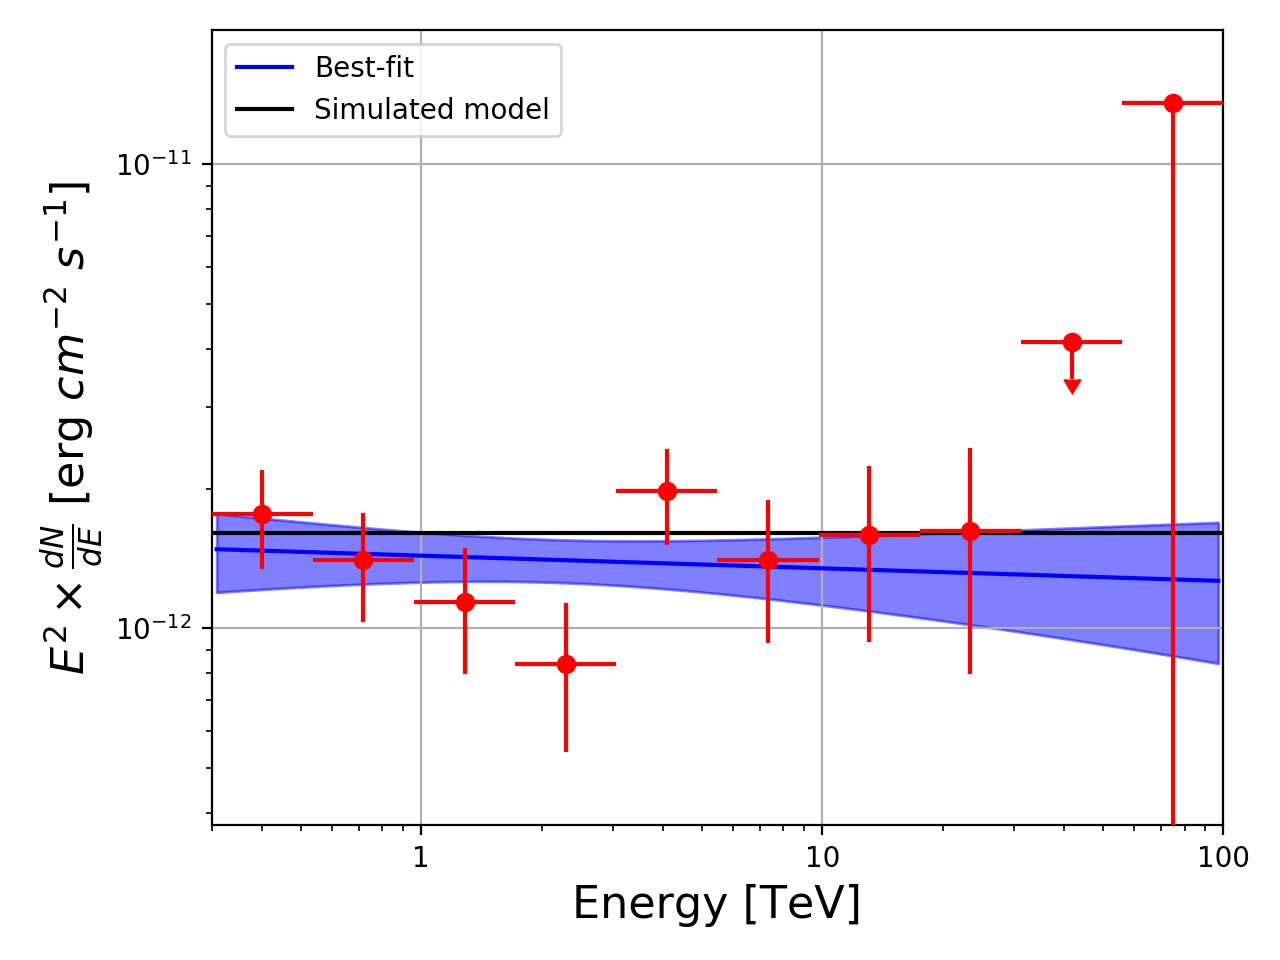 Best-fit
Simulated model
10⁻¹¹
10⁻¹²
E² × dN/dE [erg cm⁻² s⁻¹]
1
10
100
Energy [TeV]